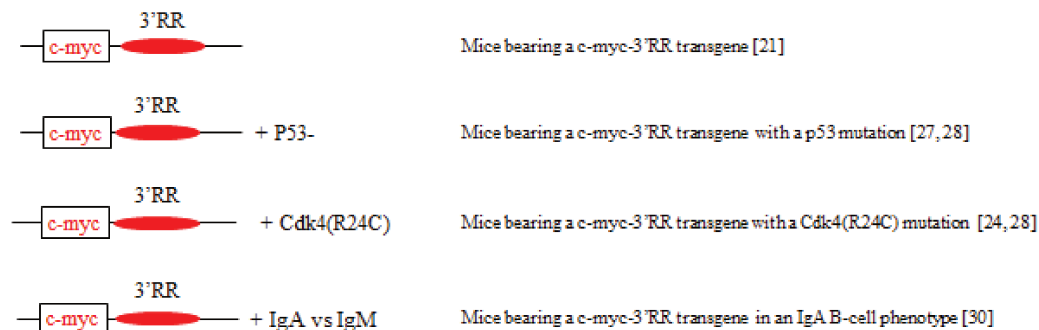 3’RR
c-myc
Mice bearing a c-myc-3’RR transgene [21]
3’RR
c-myc + P53-
Mice bearing a c-myc-3’RR transgene with a p53 mutation [27, 28]
3’RR
c-myc + Cdk4(R24C)
Mice bearing a c-myc-3’RR transgene with a Cdk4(R24C) mutation [24, 28]
3’RR
c-myc + IgA vs IgM
Mice bearing a c-myc-3’RR transgene in an IgA B-cell phenotype [30]